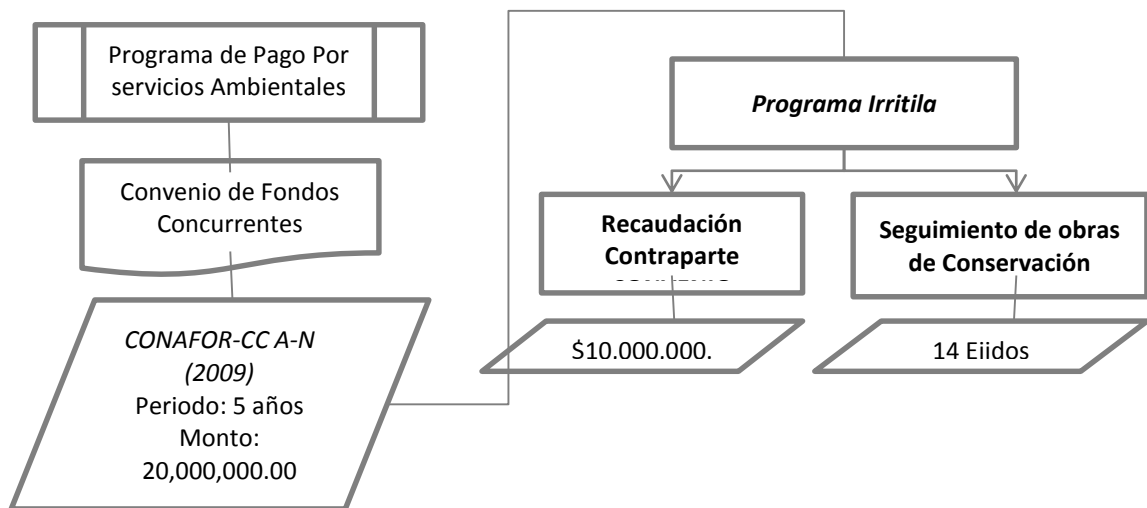 Programa de Pago Por
servicios Ambientales
Convenio de Fondos
Concurrentes
CONAFOR-CC A-N
(2009)
Periodo: 5 años
Monto:
20,000,000.00
Programa Irritila
Recaudación
Contraparte
Seguimiento de obras
de Conservación
$10.000.000.
14 Eiidos